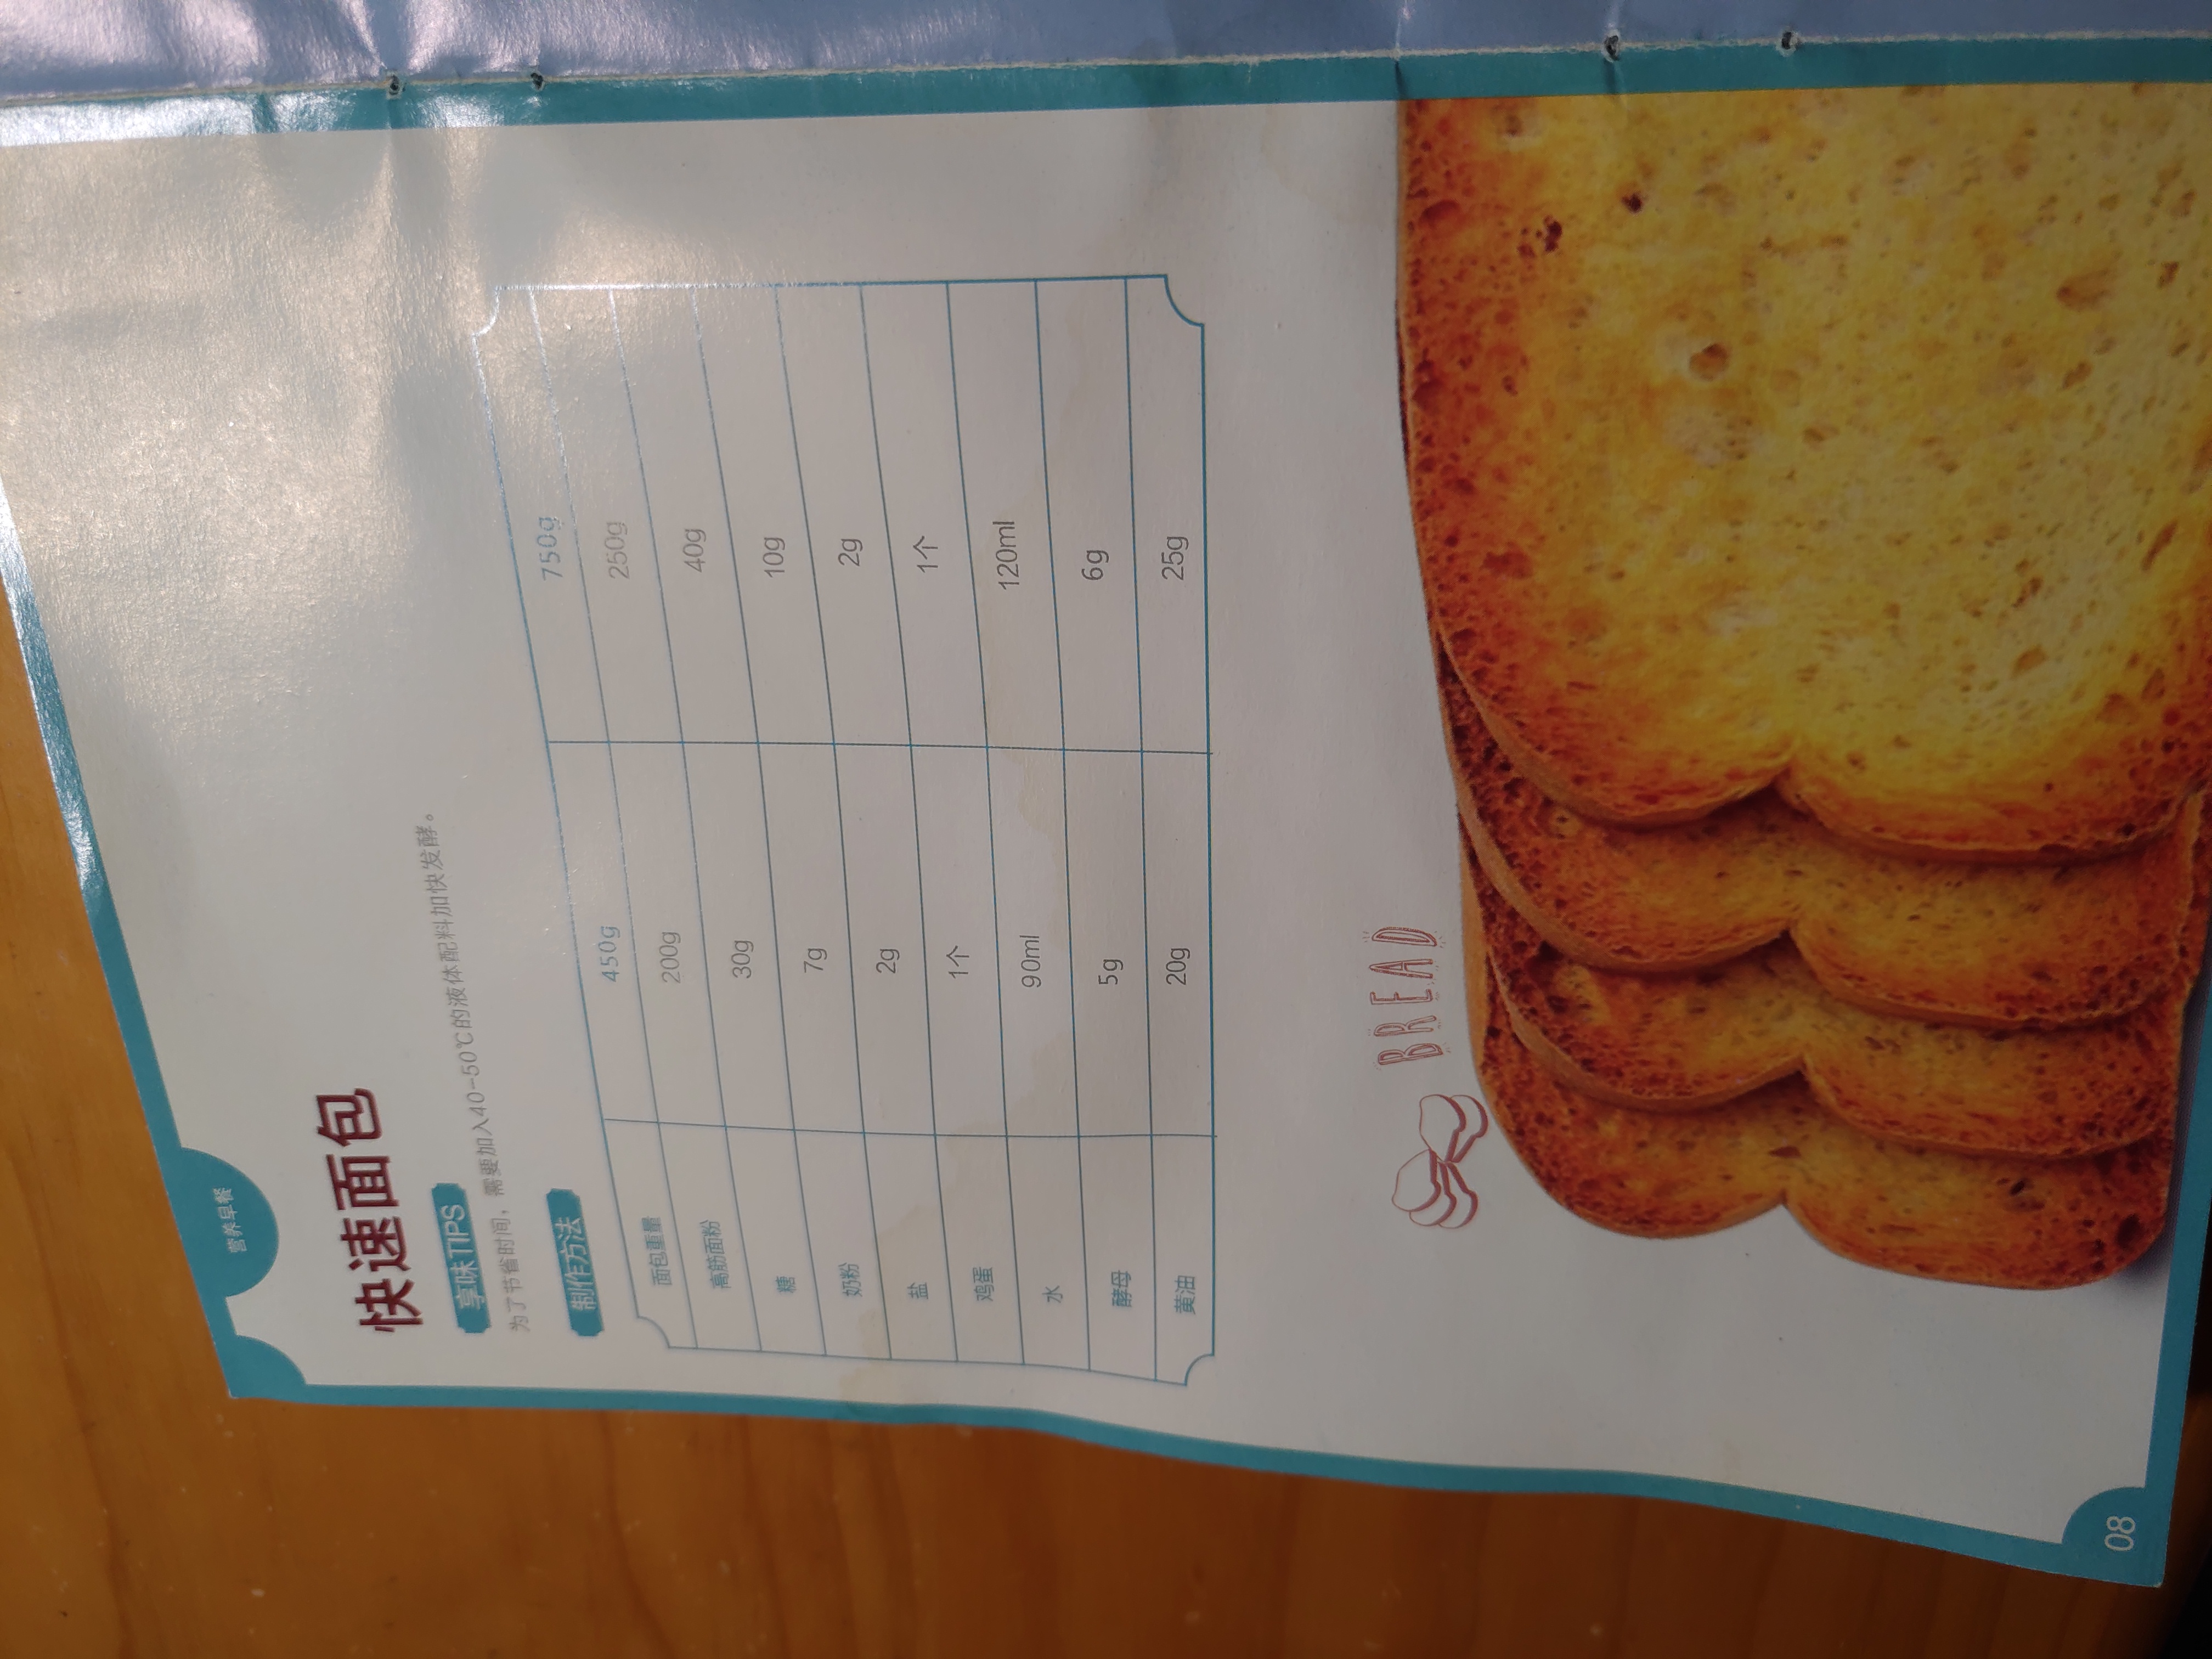 营养早餐
快速面包
享味TIPS
为了节省时间，需要加入40-50℃的液体配料加快发酵。
制作方法
面包重量 450g 750g
高筋面粉 200g 250g
糖 30g 40g
奶粉 7g 10g
盐 2g 2g
鸡蛋 1个 1个
水 90ml 120ml
酵母 5g 6g
黄油 20g 25g
BREAD
08